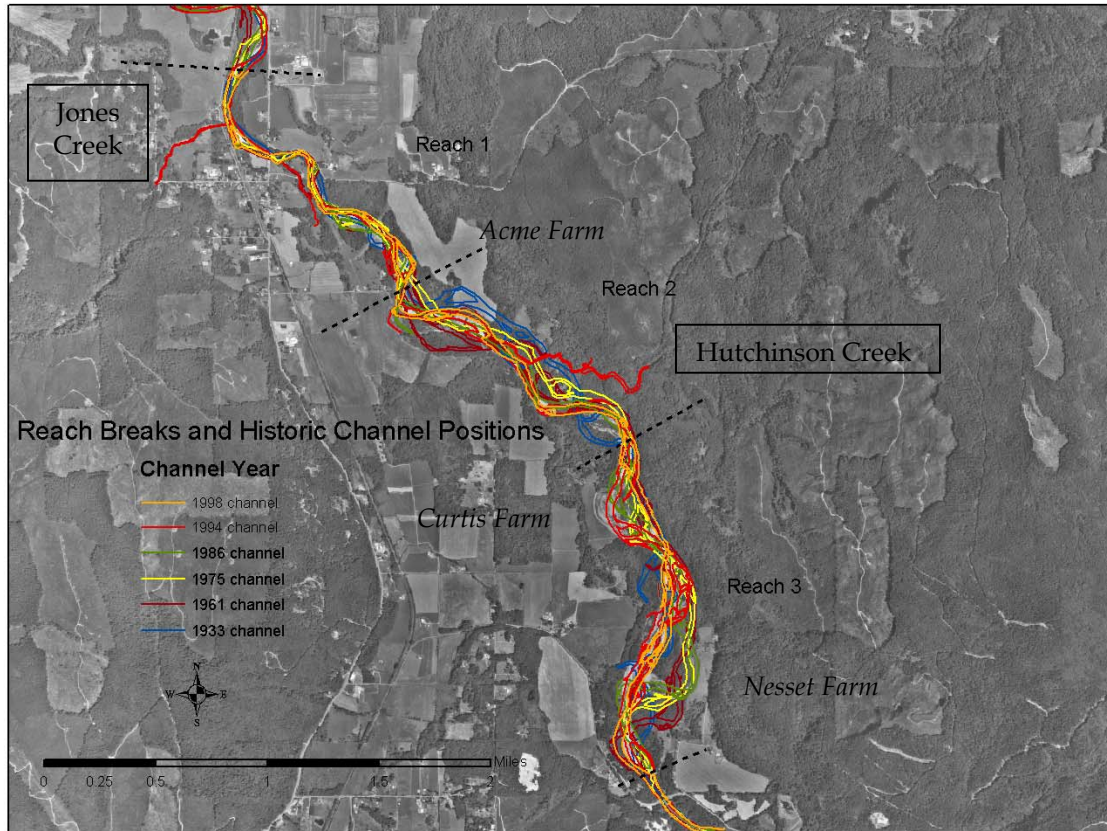 Jones
Creek
Reach 1
Acme Farm
Reach 2
Hutchinson Creek
Reach Breaks and Historic Channel Positions
Channel Year
1998 channel
1994 channel
1986 channel
1975 channel
1961 channel
1933 channel
Curtis Farm
Reach 3
Nesset Farm
N
W E
S
Miles
0 0.25 0.5 1 1.5 2